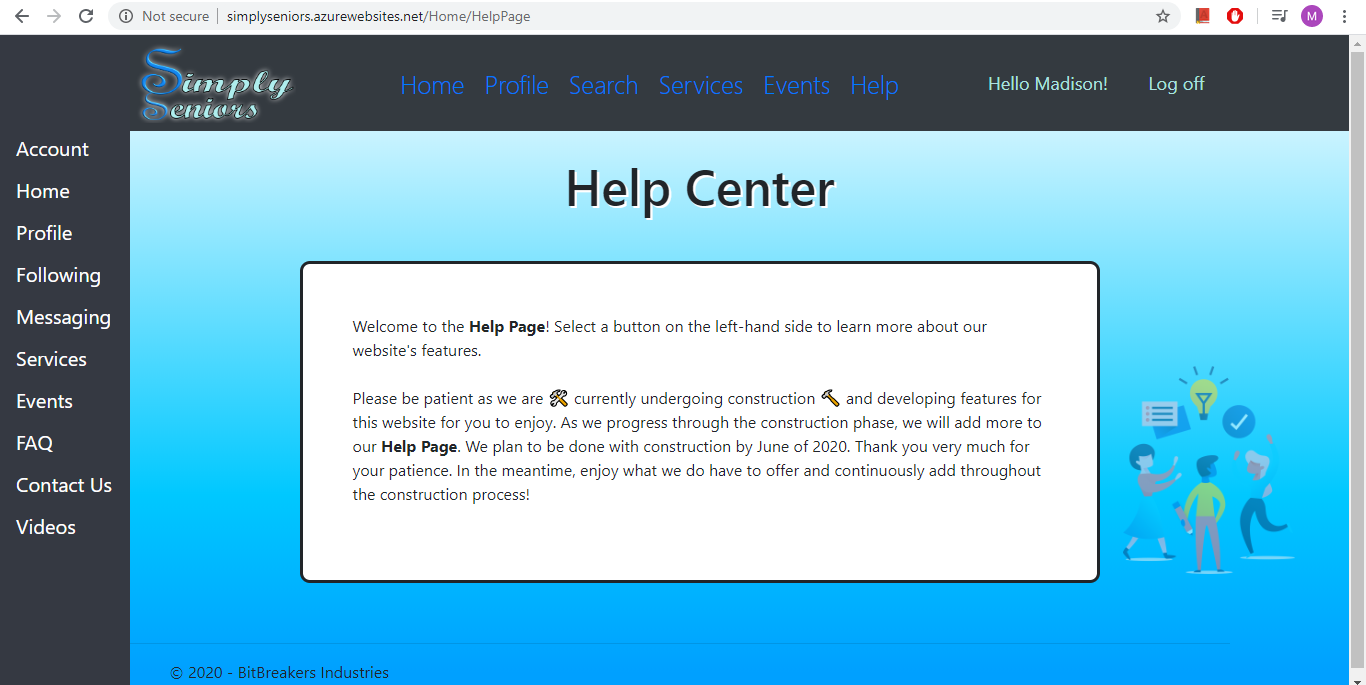 Not secure | simplyseniors.azurewebsites.net/Home/HelpPage
M
Simply
Seniors
Home Profile Search Services Events Help
Hello Madison! Log off
Account
Home
Profile
Following
Messaging
Services
Events
FAQ
Contact Us
Videos
Help Center
Welcome to the Help Page! Select a button on the left-hand side to learn more about our
website's features.
Please be patient as we are 🛠 currently undergoing construction 🔨 and developing features for
this website for you to enjoy. As we progress through the construction phase, we will add more to
our Help Page. We plan to be done with construction by June of 2020. Thank you very much for
your patience. In the meantime, enjoy what we do have to offer and continuously add throughout
the construction process!
© 2020 - BitBreakers Industries